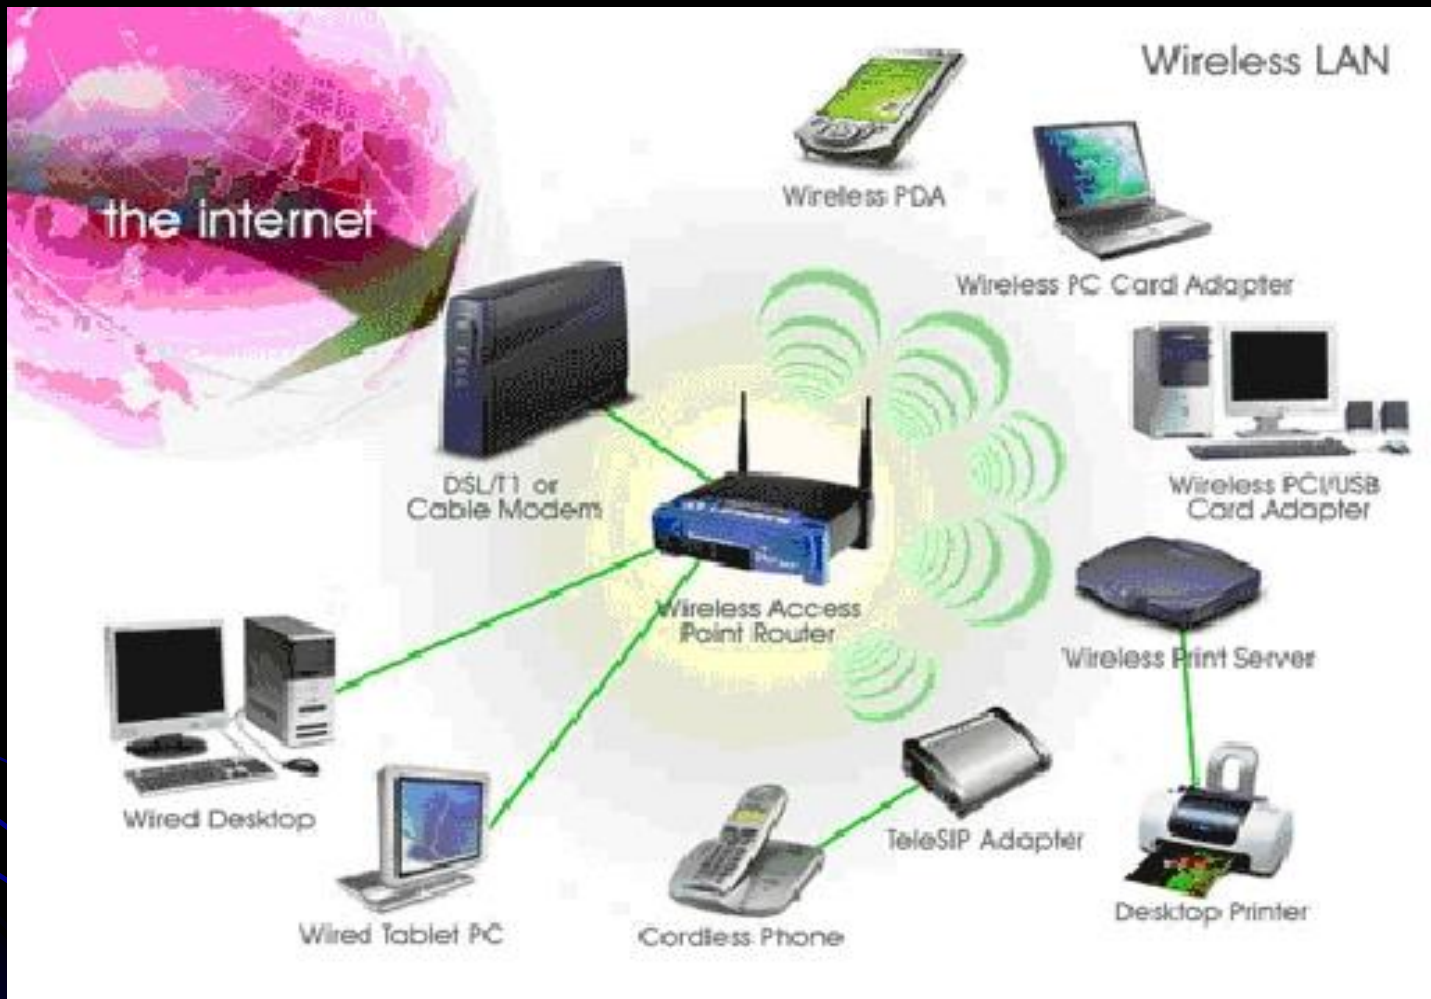 Wireless LAN
the internet
Wireless PDA
Wireless PC Card Adapter
DSL/T1 or
Cable Modem
Wireless PCI/USB
Card Adapter
Wireless Access
Point Router
Wireless Print Server
Wired Desktop
TeleSIP Adapter
Desktop Printer
Wired Tablet PC
Cordless Phone